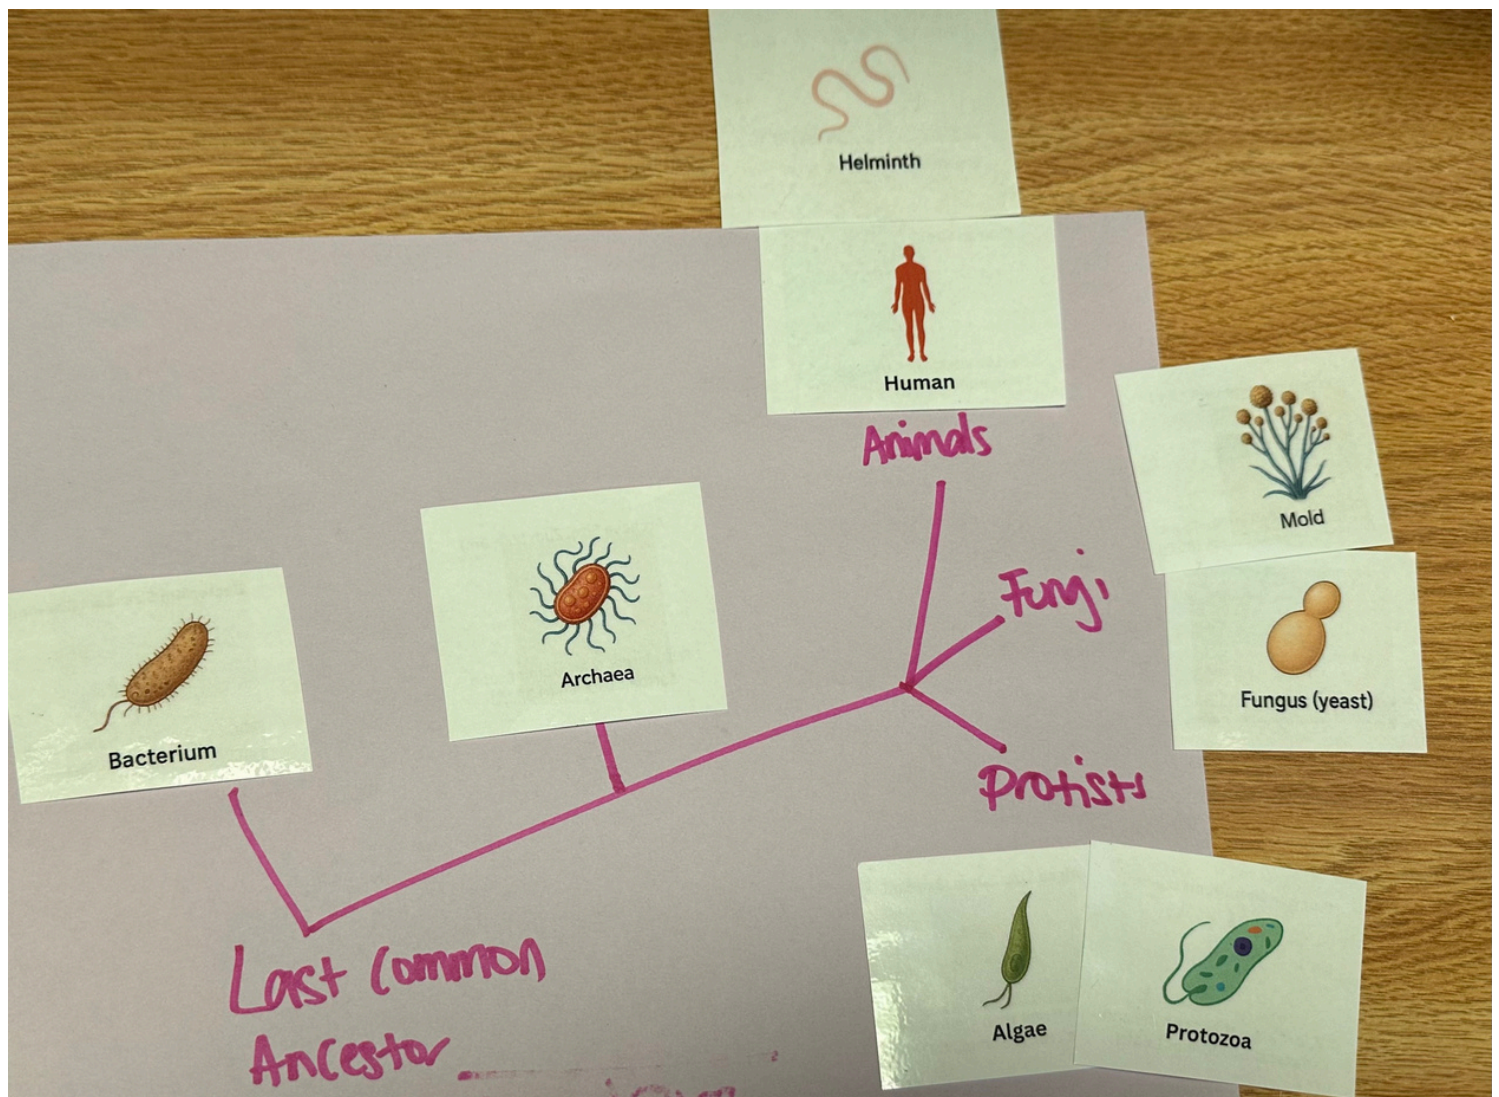 Helminth
Human
Animals
Mold
Fungi
Fungus (yeast)
Archaea
Bacterium
Protists
Last Common
Ancestor
Algae
Protozoa